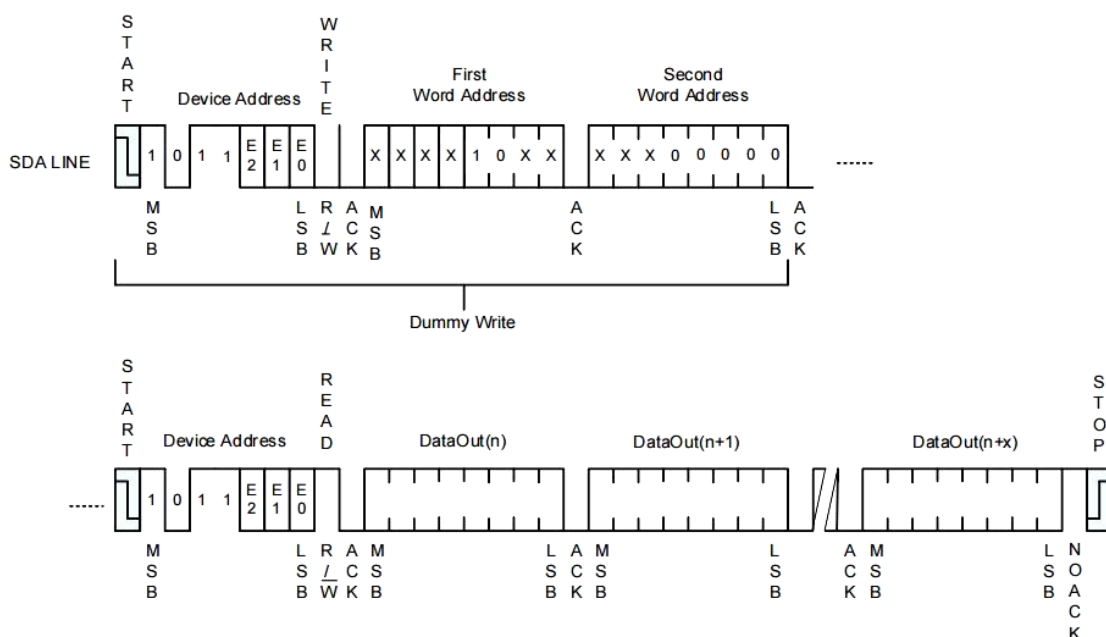 START
WRITE
Device Address
First
Word Address
Second
Word Address
SDA LINE
1 0 1 1 E2 E1 E0 X X X X 1 0 X X X X X 0 0 0 0 0 ......
MSB
LSB
R/W
ACK
MSB
ACK
LSB
ACK
Dummy Write
START
READ
STOP
Device Address
DataOut(n)
DataOut(n+1)
DataOut(n+x)
...... 1 0 1 1 E2 E1 E0
MSB
LSB
R/W
ACK
MSB
LSB
ACK
MSB
LSB
ACK
MSB
LSB
NOACK